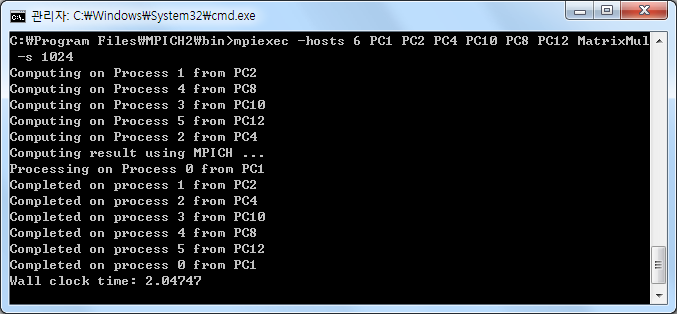 관리자: C:₩Windows₩System32₩cmd.exe
C:₩Program Files₩MPICH2₩bin>mpiexec -hosts 6 PC1 PC2 PC4 PC10 PC8 PC12 MatrixMul
-s 1024
Computing on Process 1 from PC2
Computing on Process 4 from PC8
Computing on Process 3 from PC10
Computing on Process 5 from PC12
Computing on Process 2 from PC4
Computing result using MPICH ...
Processing on Process 0 from PC1
Completed on process 1 from PC2
Completed on process 2 from PC4
Completed on process 3 from PC10
Completed on process 4 from PC8
Completed on process 5 from PC12
Completed on process 0 from PC1
Wall clock time: 2.04747